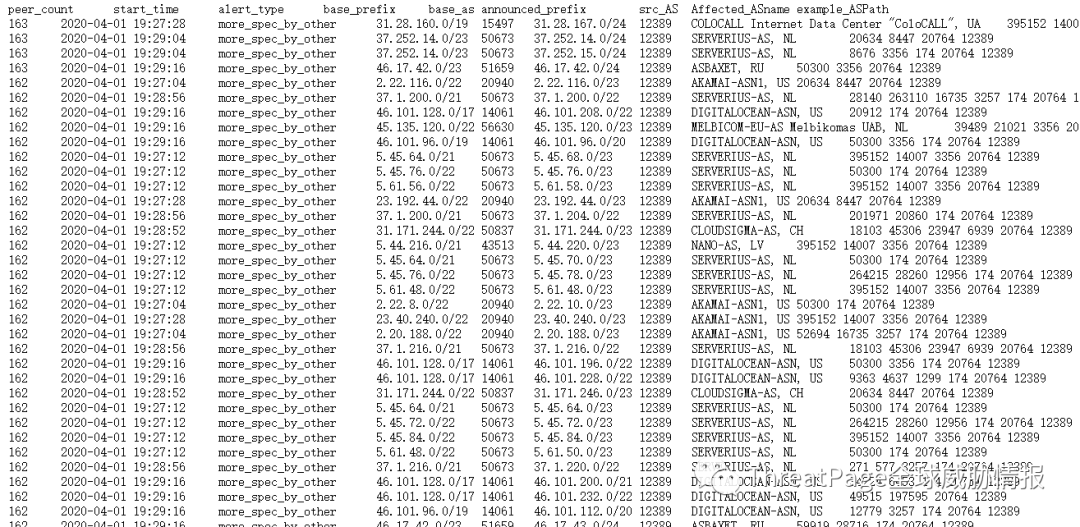 peer_count start_time alert_type base_prefix base_as announced_prefix src_AS Affected_ASname example_ASPath
163 2020-04-01 19:27:28 more_spec_by_other 31.28.160.0/19 15497 31.28.167.0/24 12389 COLOCALL Internet Data Center "ColoCALL", UA 395152 1400
163 2020-04-01 19:29:04 more_spec_by_other 37.252.14.0/23 50673 37.252.14.0/24 12389 SERVERIUS-AS, NL 20634 8447 20764 12389
163 2020-04-01 19:29:04 more_spec_by_other 37.252.14.0/23 50673 37.252.15.0/24 12389 SERVERIUS-AS, NL 8676 3356 174 20764 12389
163 2020-04-01 19:29:16 more_spec_by_other 46.17.42.0/23 51659 46.17.42.0/24 12389 ASBAXET, RU 50300 3356 20764 12389
162 2020-04-01 19:27:04 more_spec_by_other 2.22.116.0/22 20940 2.22.116.0/23 12389 AKAMAI-ASN1, US 20634 8447 20764 12389
162 2020-04-01 19:28:56 more_spec_by_other 37.1.200.0/21 50673 37.1.200.0/22 12389 SERVERIUS-AS, NL 28140 263110 16735 3257 174 20764 1
162 2020-04-01 19:29:16 more_spec_by_other 46.101.128.0/17 14061 46.101.208.0/22 12389 DIGITALOCEAN-ASN, US 20912 174 20764 12389
162 2020-04-01 19:29:16 more_spec_by_other 45.135.120.0/22 56630 45.135.120.0/23 12389 MELBICOM-EU-AS Melbikomas UAB, NL 39489 21021 3356 20
162 2020-04-01 19:29:16 more_spec_by_other 46.101.96.0/19 14061 46.101.96.0/20 12389 DIGITALOCEAN-ASN, US 50300 3356 174 20764 12389
162 2020-04-01 19:27:12 more_spec_by_other 5.45.64.0/21 50673 5.45.68.0/23 12389 SERVERIUS-AS, NL 395152 14007 3356 20764 12389
162 2020-04-01 19:27:12 more_spec_by_other 5.45.76.0/22 50673 5.45.76.0/23 12389 SERVERIUS-AS, NL 50300 174 20764 12389
162 2020-04-01 19:27:12 more_spec_by_other 5.61.56.0/22 50673 5.61.58.0/23 12389 SERVERIUS-AS, NL 395152 14007 3356 20764 12389
162 2020-04-01 19:27:12 more_spec_by_other 23.192.44.0/22 20940 23.192.44.0/23 12389 AKAMAI-ASN1, US 20634 8447 20764 12389
162 2020-04-01 19:28:56 more_spec_by_other 37.1.200.0/21 50673 37.1.204.0/22 12389 SERVERIUS-AS, NL 201971 20860 174 20764 12389
162 2020-04-01 19:28:52 more_spec_by_other 31.171.244.0/22 50837 31.171.244.0/23 12389 CLOUDSIGMA-AS, CH 18103 45306 23947 6939 20764 12389
162 2020-04-01 19:27:12 more_spec_by_other 5.44.216.0/21 43513 5.44.220.0/23 12389 NANO-AS, LV 395152 14007 3356 20764 12389
162 2020-04-01 19:27:12 more_spec_by_other 5.45.64.0/21 50673 5.45.70.0/23 12389 SERVERIUS-AS, NL 50300 174 20764 12389
162 2020-04-01 19:27:12 more_spec_by_other 5.45.76.0/22 50673 5.45.78.0/23 12389 SERVERIUS-AS, NL 264215 28260 12956 174 20764 12389
162 2020-04-01 19:27:12 more_spec_by_other 5.61.48.0/22 50673 5.61.48.0/23 12389 SERVERIUS-AS, NL 395152 14007 3356 20764 12389
162 2020-04-01 19:27:04 more_spec_by_other 2.22.8.0/22 20940 2.22.10.0/23 12389 AKAMAI-ASN1, US 50300 174 20764 12389
162 2020-04-01 19:27:28 more_spec_by_other 23.40.240.0/22 20940 23.40.240.0/23 12389 AKAMAI-ASN1, US 395152 14007 3356 20764 12389
162 2020-04-01 19:27:04 more_spec_by_other 2.20.188.0/22 20940 2.20.188.0/23 12389 AKAMAI-ASN1, US 52694 16735 3257 174 20764 12389
162 2020-04-01 19:28:56 more_spec_by_other 37.1.216.0/21 50673 37.1.216.0/22 12389 SERVERIUS-AS, NL 18103 45306 23947 6939 20764 12389
162 2020-04-01 19:29:16 more_spec_by_other 46.101.128.0/17 14061 46.101.196.0/22 12389 DIGITALOCEAN-ASN, US 50300 3356 174 20764 12389
162 2020-04-01 19:29:16 more_spec_by_other 46.101.128.0/17 14061 46.101.228.0/22 12389 DIGITALOCEAN-ASN, US 9363 4637 1299 174 20764 12389
162 2020-04-01 19:28:52 more_spec_by_other 31.171.244.0/22 50837 31.171.246.0/23 12389 CLOUDSIGMA-AS, CH 20634 8447 20764 12389
162 2020-04-01 19:27:12 more_spec_by_other 5.45.64.0/21 50673 5.45.64.0/23 12389 SERVERIUS-AS, NL 50300 174 20764 12389
162 2020-04-01 19:27:12 more_spec_by_other 5.45.72.0/22 50673 5.45.72.0/23 12389 SERVERIUS-AS, NL 264215 28260 12956 174 20764 12389
162 2020-04-01 19:27:12 more_spec_by_other 5.45.84.0/22 50673 5.45.84.0/23 12389 SERVERIUS-AS, NL 395152 14007 3356 20764 12389
162 2020-04-01 19:27:12 more_spec_by_other 5.61.48.0/22 50673 5.61.50.0/23 12389 SERVERIUS-AS, NL 50300 174 20764 12389
162 2020-04-01 19:28:56 more_spec_by_other 37.1.216.0/21 50673 37.1.220.0/22 12389 SERVERIUS-AS, NL 271 577 3257 174 20764 12389
162 2020-04-01 19:29:16 more_spec_by_other 46.101.128.0/17 14061 46.101.200.0/21 12389
ThreatPage全球威胁情报
162 2020-04-01 19:29:16 more_spec_by_other 46.101.128.0/17 14061 46.101.232.0/22 12389 DIGITALOCEAN-ASN, US 49515 197595 20764 12389
162 2020-04-01 19:29:16 more_spec_by_other 46.101.96.0/19 14061 46.101.112.0/20 12389 DIGITALOCEAN-ASN, US 12779 3257 174 20764 12389
162 2020-04-01 19:29:16 more_spec_by_other 46.17.42.0/23 51659 46.17.43.0/24 12389 ASBAXET, RU 59919 28716 174 20764 12389